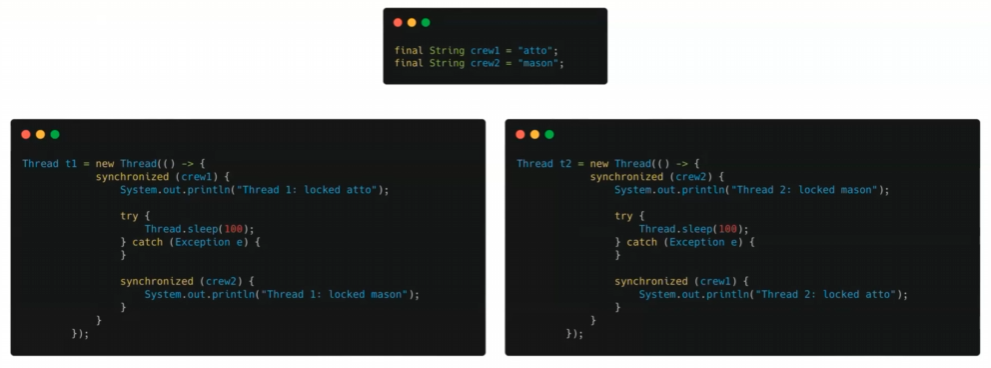 final String crew1 = "atto";
final String crew2 = "mason";
Thread t1 = new Thread(() -> {
synchronized (crew1) {
System.out.println("Thread 1: locked atto");
try {
Thread.sleep(100);
} catch (Exception e) {
}
synchronized (crew2) {
System.out.println("Thread 1: locked mason");
}
}
});
Thread t2 = new Thread(() -> {
synchronized (crew2) {
System.out.println("Thread 2: locked mason");
try {
Thread.sleep(100);
} catch (Exception e) {
}
synchronized (crew1) {
System.out.println("Thread 2: locked atto");
}
}
});